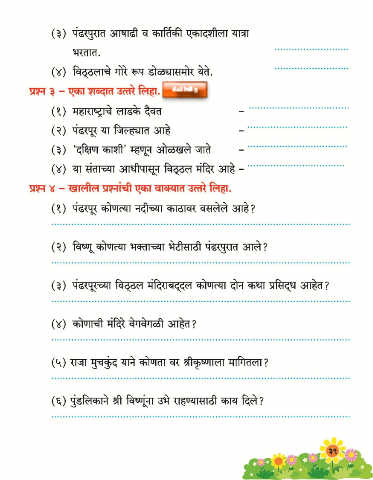 (३) पंढरपुरात आषाढी व कार्तिकी एकादशीला यात्रा
भरतात. ....................
(४) विठ्ठलाचे गोरे रूप डोळ्यासमोर येते. ....................
प्रश्न ३ – एका शब्दात उत्तरे लिहा.
(१) महाराष्ट्राचे लाडके दैवत – ....................
(२) पंढरपूर या जिल्ह्यात आहे – ....................
(३) 'दक्षिण काशी' म्हणून ओळखले जाते – ....................
(४) या संताच्या आधीपासून विठ्ठल मंदिर आहे – ....................
प्रश्न ४ – खालील प्रश्नांची एका वाक्यात उत्तरे लिहा.
(१) पंढरपूर कोणत्या नदीच्या काठावर वसलेले आहे?
(२) विष्णू कोणत्या भक्ताच्या भेटीसाठी पंढरपुरात आले?
(३) पंढरपूरच्या विठ्ठल मंदिराबद्दल कोणत्या दोन कथा प्रसिद्ध आहेत?
(४) कोणाची मंदिरे वेगवेगळी आहेत?
(५) राजा मुचकुंद याने कोणता वर श्रीकृष्णाला मागितला?
(६) पुंडलिकाने श्री विष्णूंना उभे राहण्यासाठी काय दिले?